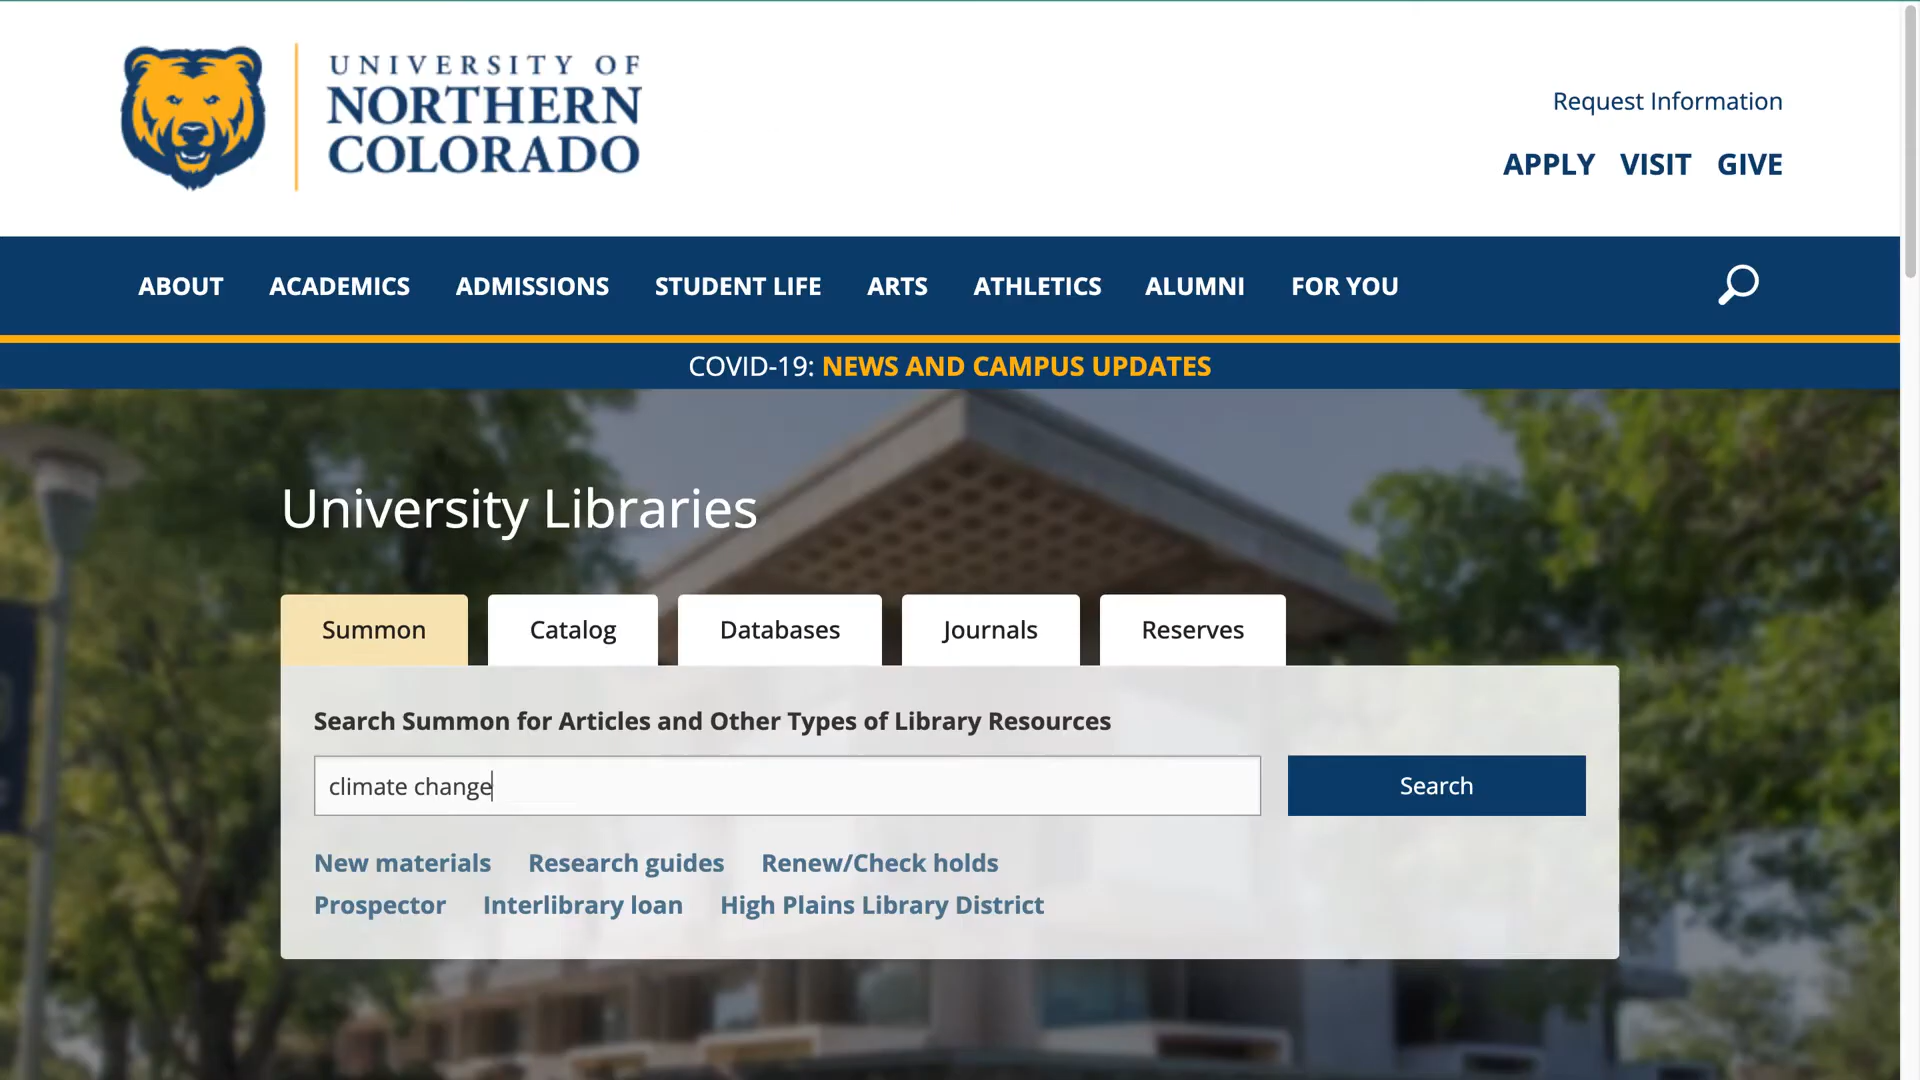 UNIVERSITY OF
NORTHERN
COLORADO
Request Information
APPLY VISIT GIVE
ABOUT ACADEMICS ADMISSIONS STUDENT LIFE ARTS ATHLETICS ALUMNI FOR YOU
COVID-19: NEWS AND CAMPUS UPDATES
University Libraries
Summon Catalog Databases Journals Reserves
Search Summon for Articles and Other Types of Library Resources
climate change Search
New materials Research guides Renew/Check holds
Prospector Interlibrary loan High Plains Library District